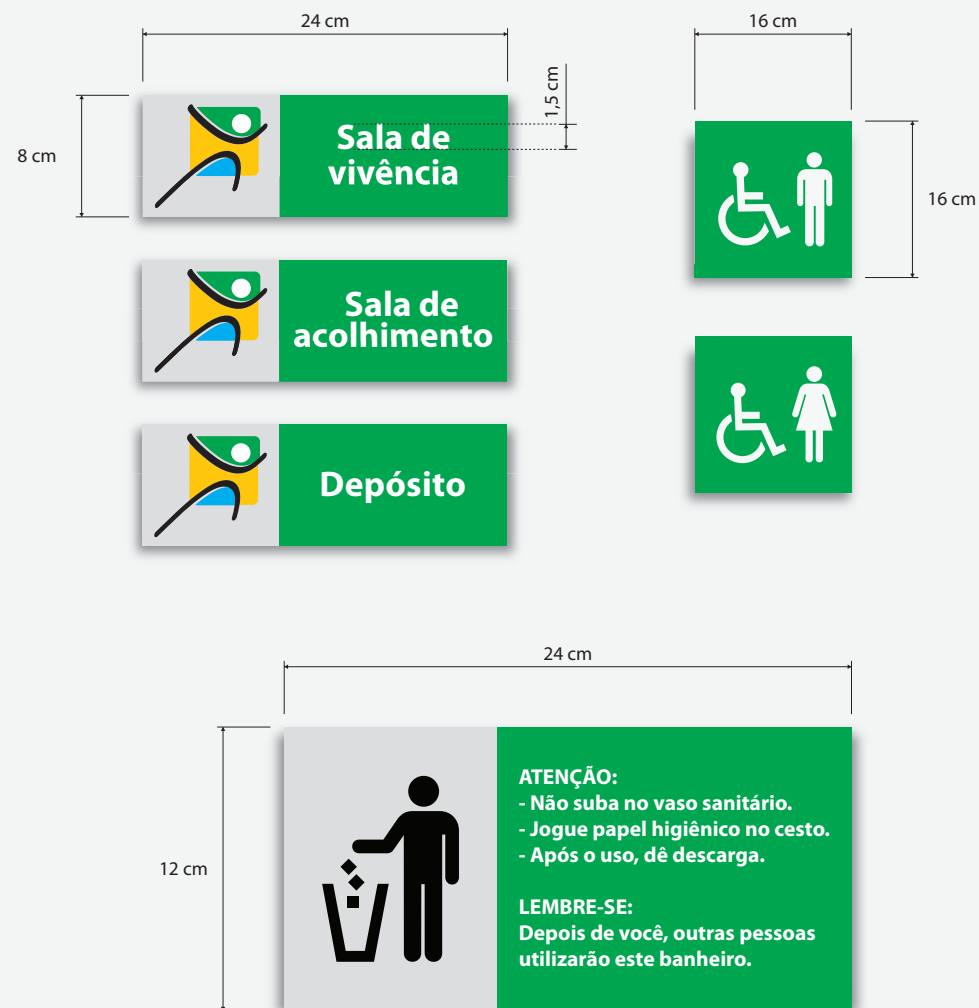 24 cm
16 cm
1,5 cm
8 cm
Sala de
vivência
16 cm
Sala de
acolhimento
Depósito
24 cm
12 cm
ATENÇÃO:
- Não suba no vaso sanitário.
- Jogue papel higiênico no cesto.
- Após o uso, dê descarga.
LEMBRE-SE:
Depois de você, outras pessoas
utilizarão este banheiro.